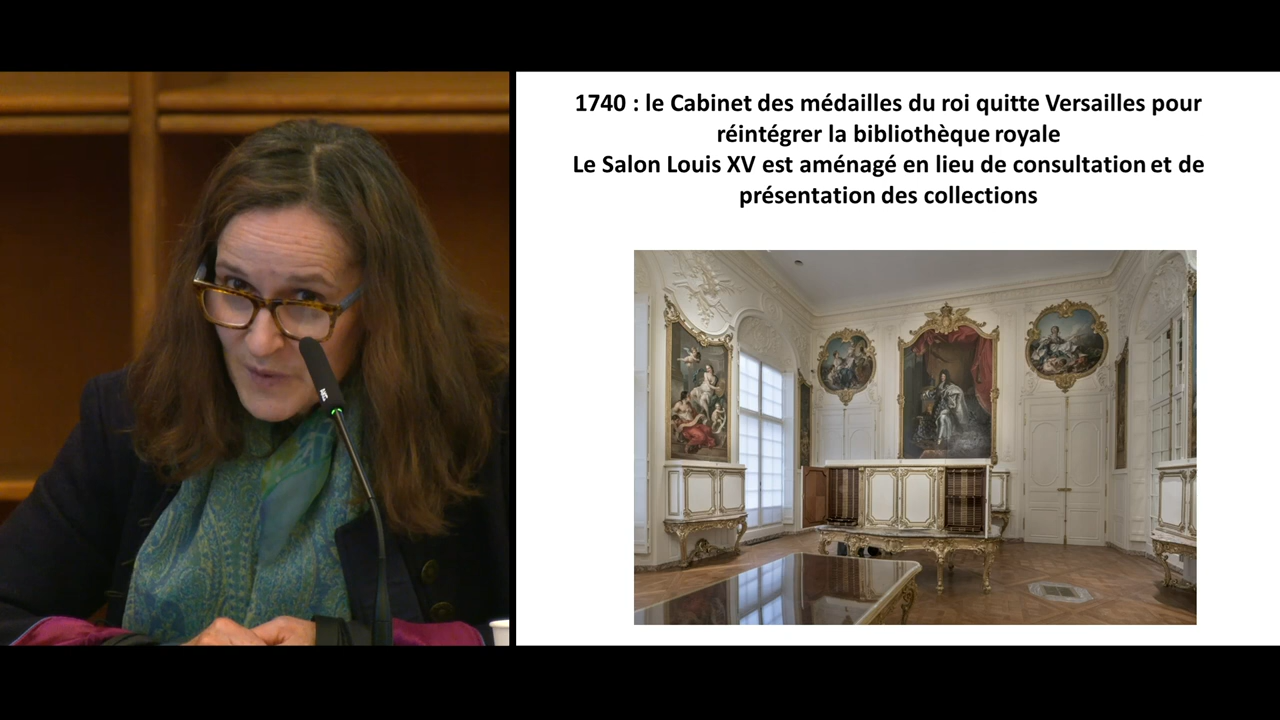 1740 : le Cabinet des médailles du roi quitte Versailles pour
réintégrer la bibliothèque royale
Le Salon Louis XV est aménagé en lieu de consultation et de
présentation des collections